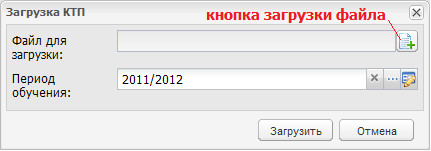 Загрузка КТП
кнопка загрузки файла
Файл для
загрузки:
Период
обучения:
2011/2012
Загрузить
Отмена